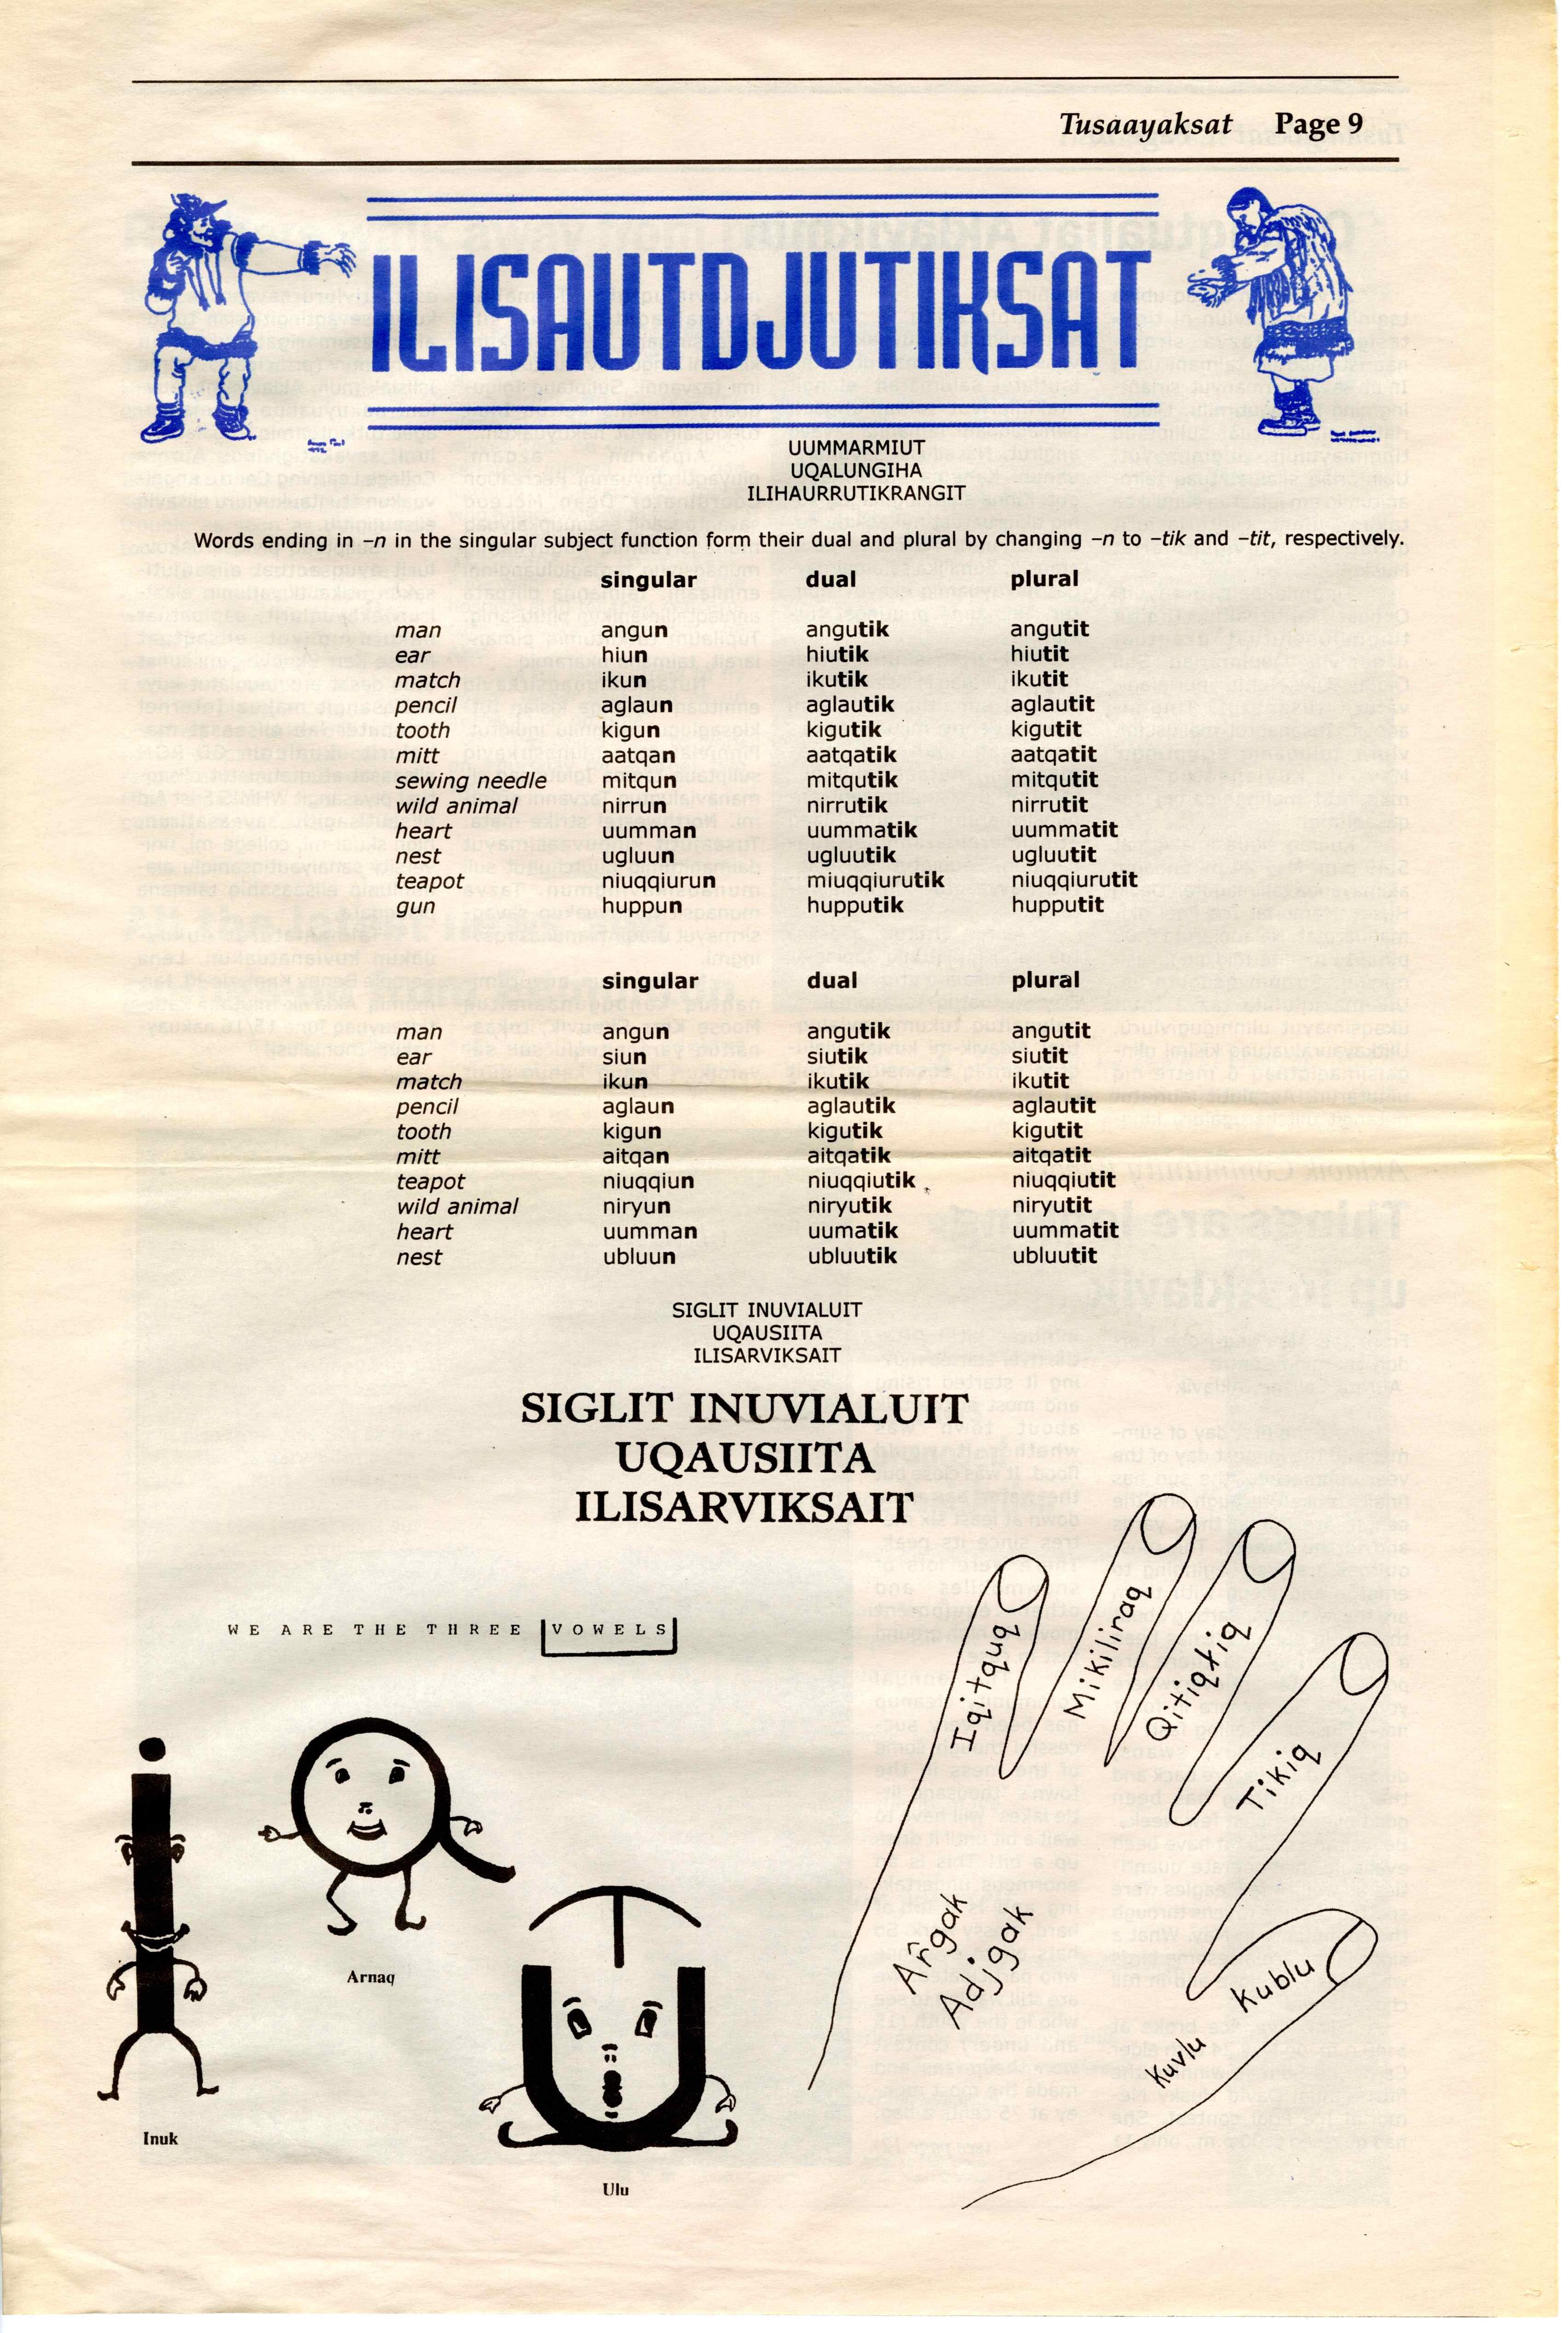 Tusaayaksat Page 9
ILISAUTDJUTIKSAT
UUMMARMIUT
UQALUNGIHA
ILIHAURRUTIKRANGIT
Words ending in –n in the singular subject function form their dual and plural by changing –n to –tik and –tit, respectively.
singular dual plural
man angun angutik angutit
ear hiun hiutik hiutit
match ikun ikutik ikutit
pencil aglaun aglautik aglautit
tooth kigun kigutik kigutit
mitt aatqan aatqatik aatqatit
sewing needle mitqun mitqutik mitqutit
wild animal nirrun nirrutik nirrutit
heart uumman uummatik uummatit
nest ugluun ugluutik ugluutit
teapot niuqqiurun miuqqiurutik niuqqiurutit
gun huppun hupputik hupputit
singular dual plural
man angun angutik angutit
ear siun siutik siutit
match ikun ikutik ikutit
pencil aglaun aglautik aglautit
tooth kigun kigutik kigutit
mitt aitqan aitqatik aitqatit
teapot niuqqiun niuqqiutik niuqqiutit
wild animal niryun niryutik niryutit
heart uumman uumatik uummatit
nest ubluun ubluutik ubluutit
SIGLIT INUVIALUIT
UQAUSIITA
ILISARVIKSAIT
SIGLIT INUVIALUIT
UQAUSIITA
ILISARVIKSAIT
WE ARE THE THREE VOWELS
Inuk
Arnaq
Ulu
Iqitquq
Mikiliraq
Qitiqtiq
Tikiq
Kublu
Kuvlu
Ar̂gak
Adjgak